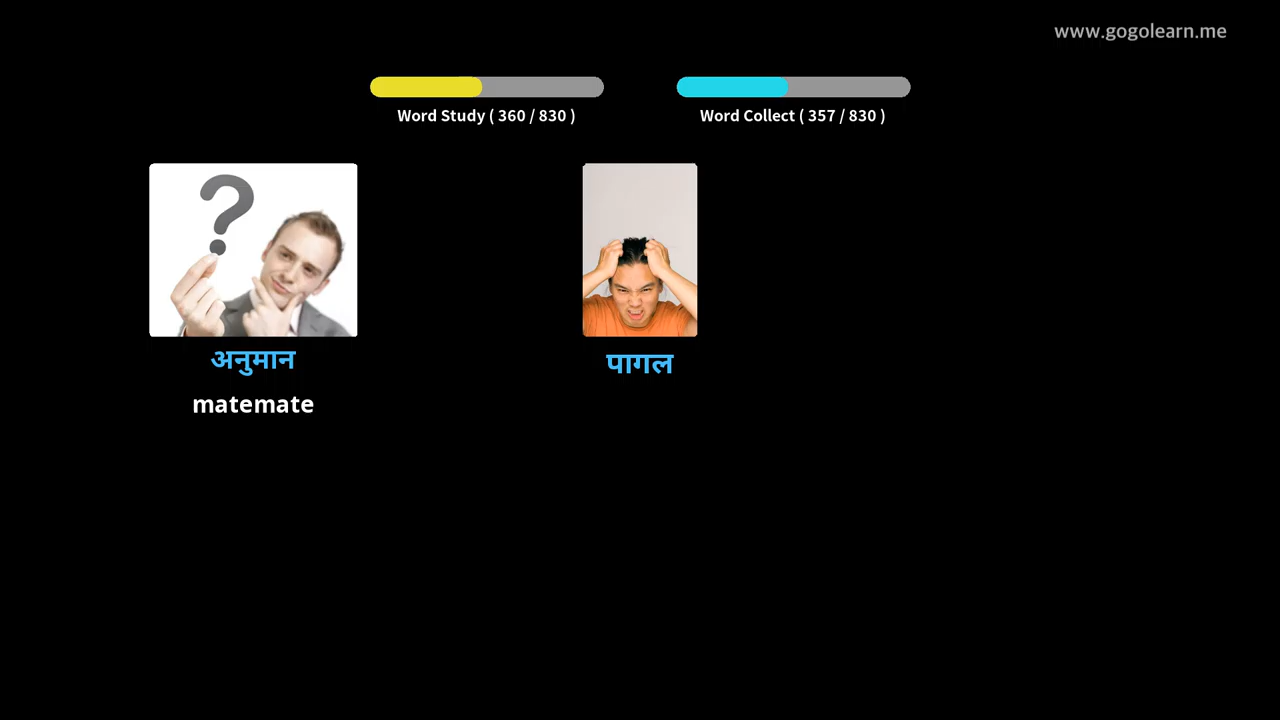 www.gogolearn.me
Word Study ( 360 / 830 )
Word Collect ( 357 / 830 )
?
अनुमान
पागल
matemate